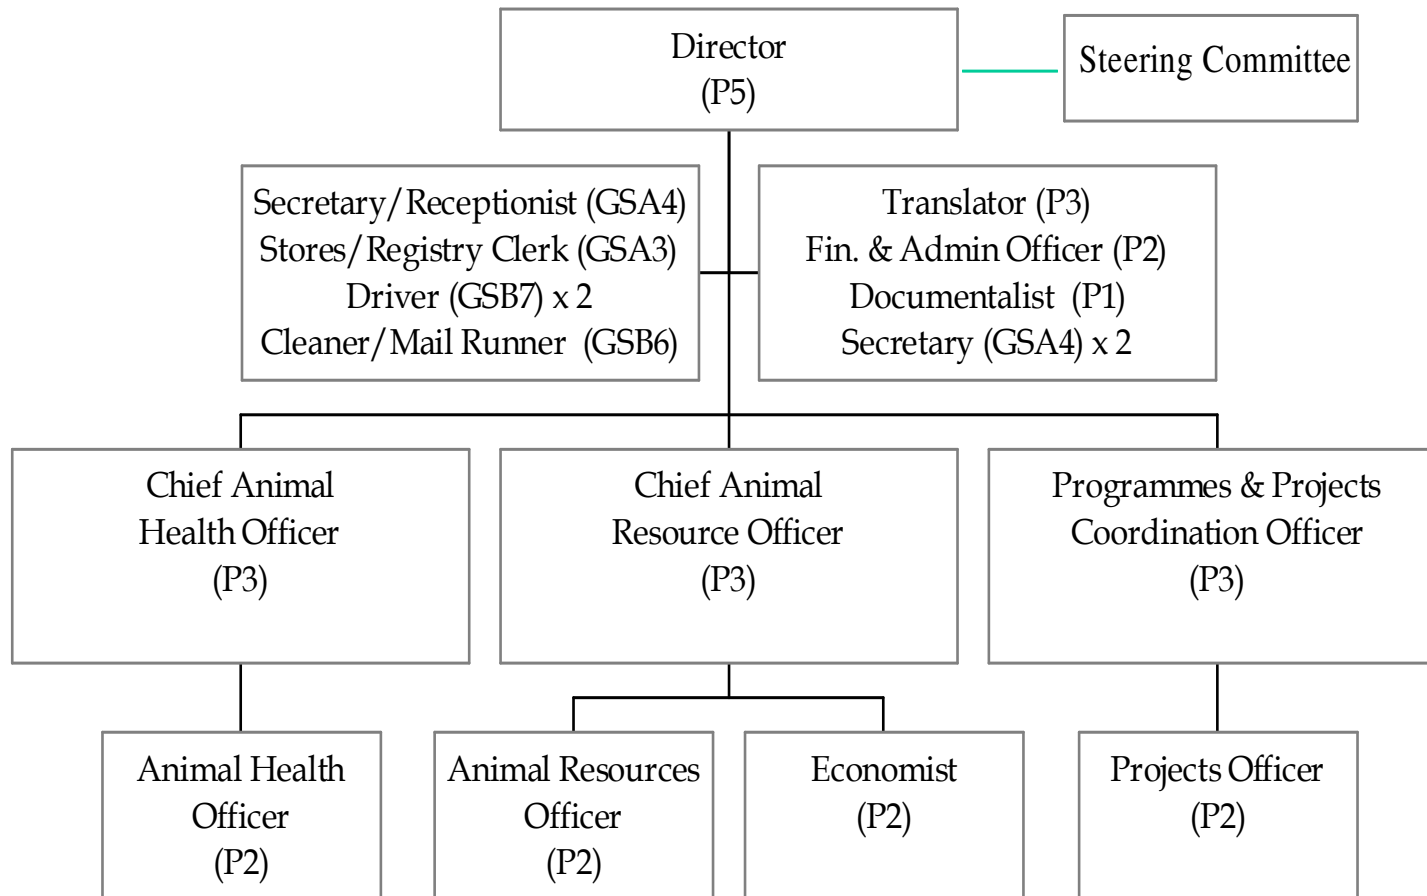 Director
(P5)
Steering Committee
Secretary/Receptionist (GSA4)
Stores/Registry Clerk (GSA3)
Driver (GSB7) x 2
Cleaner/Mail Runner (GSB6)
Translator (P3)
Fin. & Admin Officer (P2)
Documentalist (P1)
Secretary (GSA4) x 2
Chief Animal
Health Officer
(P3)
Chief Animal
Resource Officer
(P3)
Programmes & Projects
Coordination Officer
(P3)
Animal Health
Officer
(P2)
Animal Resources
Officer
(P2)
Economist
(P2)
Projects Officer
(P2)